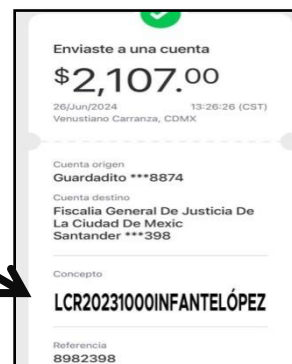 Enviaste a una cuenta
$2,107.00
26/Jun/2024 13:26:26 (CST)
Venustiano Carranza, CDMX
Cuenta origen
Guardadito ***8874
Cuenta destino
Fiscalia General De Justicia De
La Ciudad De Mexic
Santander ***398
Concepto
LCR20231000INFANTELÓPEZ
Referencia
8982398